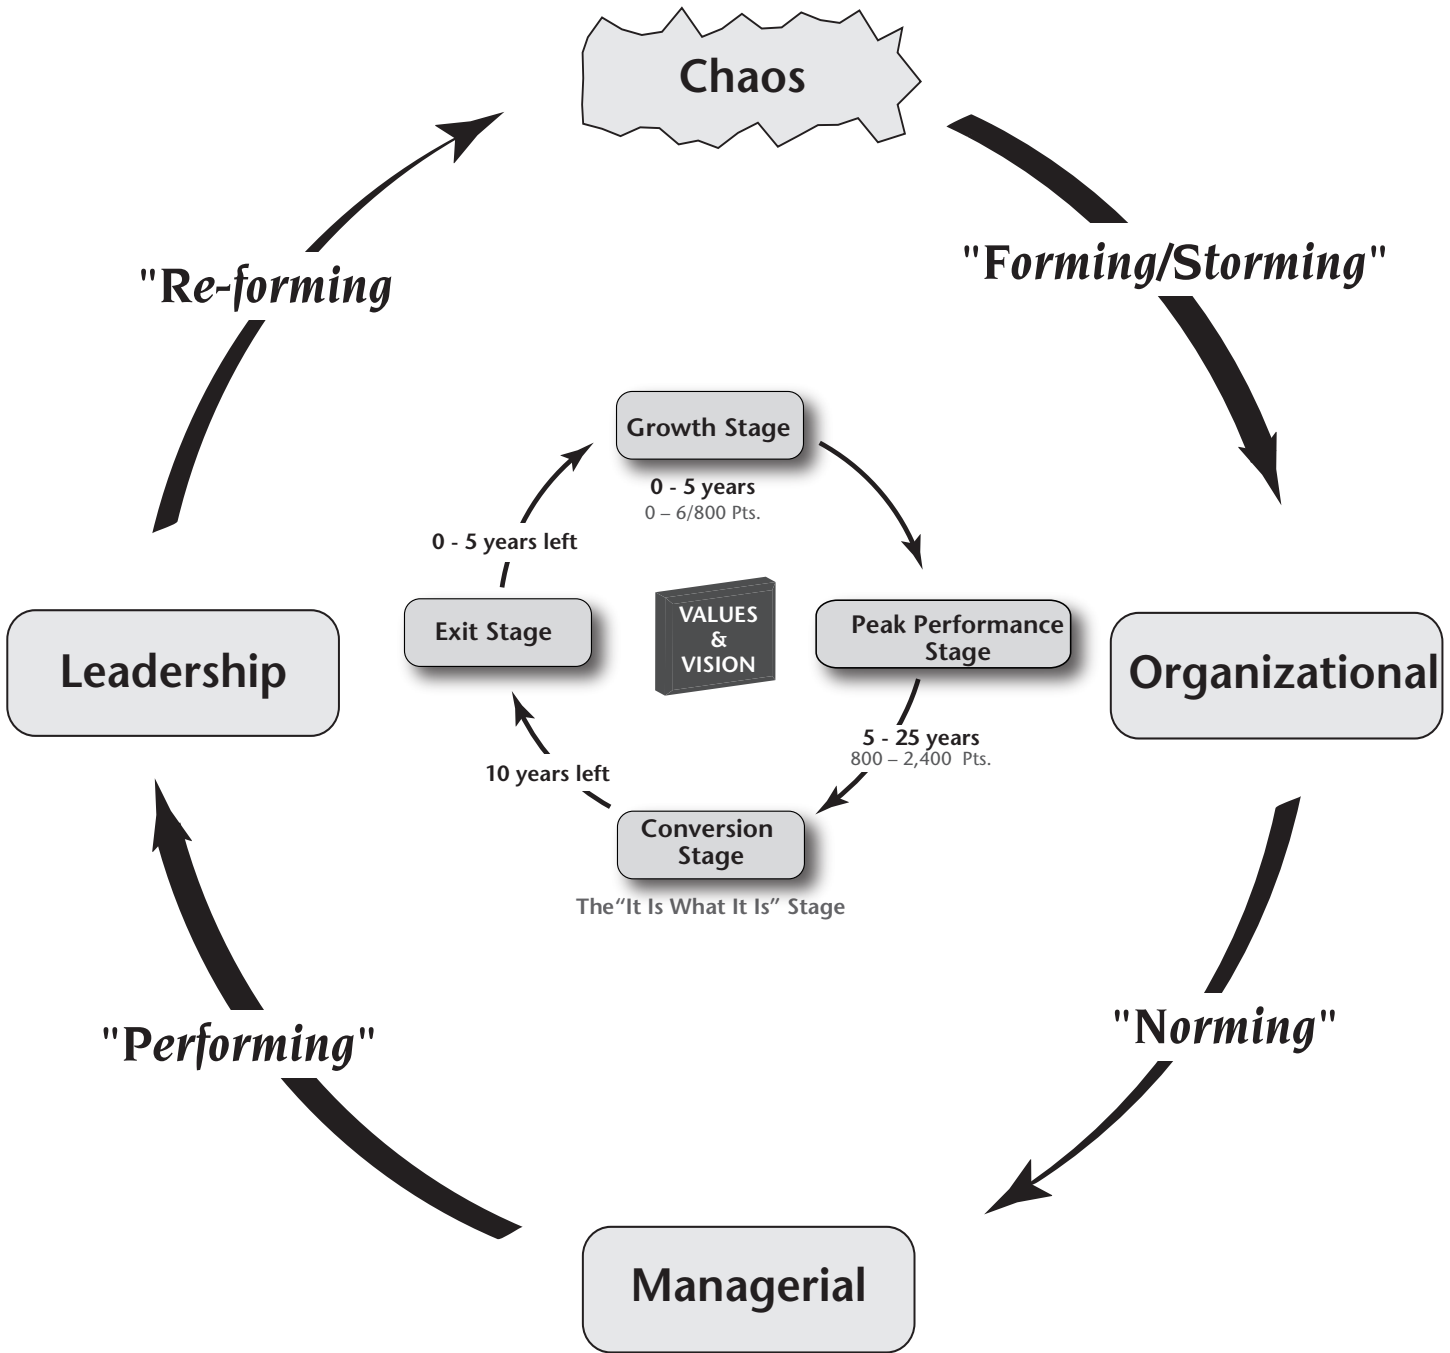 Chaos
"Re-forming
"Forming/Storming"
Growth Stage
0 - 5 years
0 – 6/800 Pts.
0 - 5 years left
VALUES
&
VISION
Exit Stage
Peak Performance
Stage
Leadership
Organizational
5 - 25 years
800 – 2,400 Pts.
10 years left
Conversion
Stage
The“It Is What It Is” Stage
"Performing"
"Norming"
Managerial